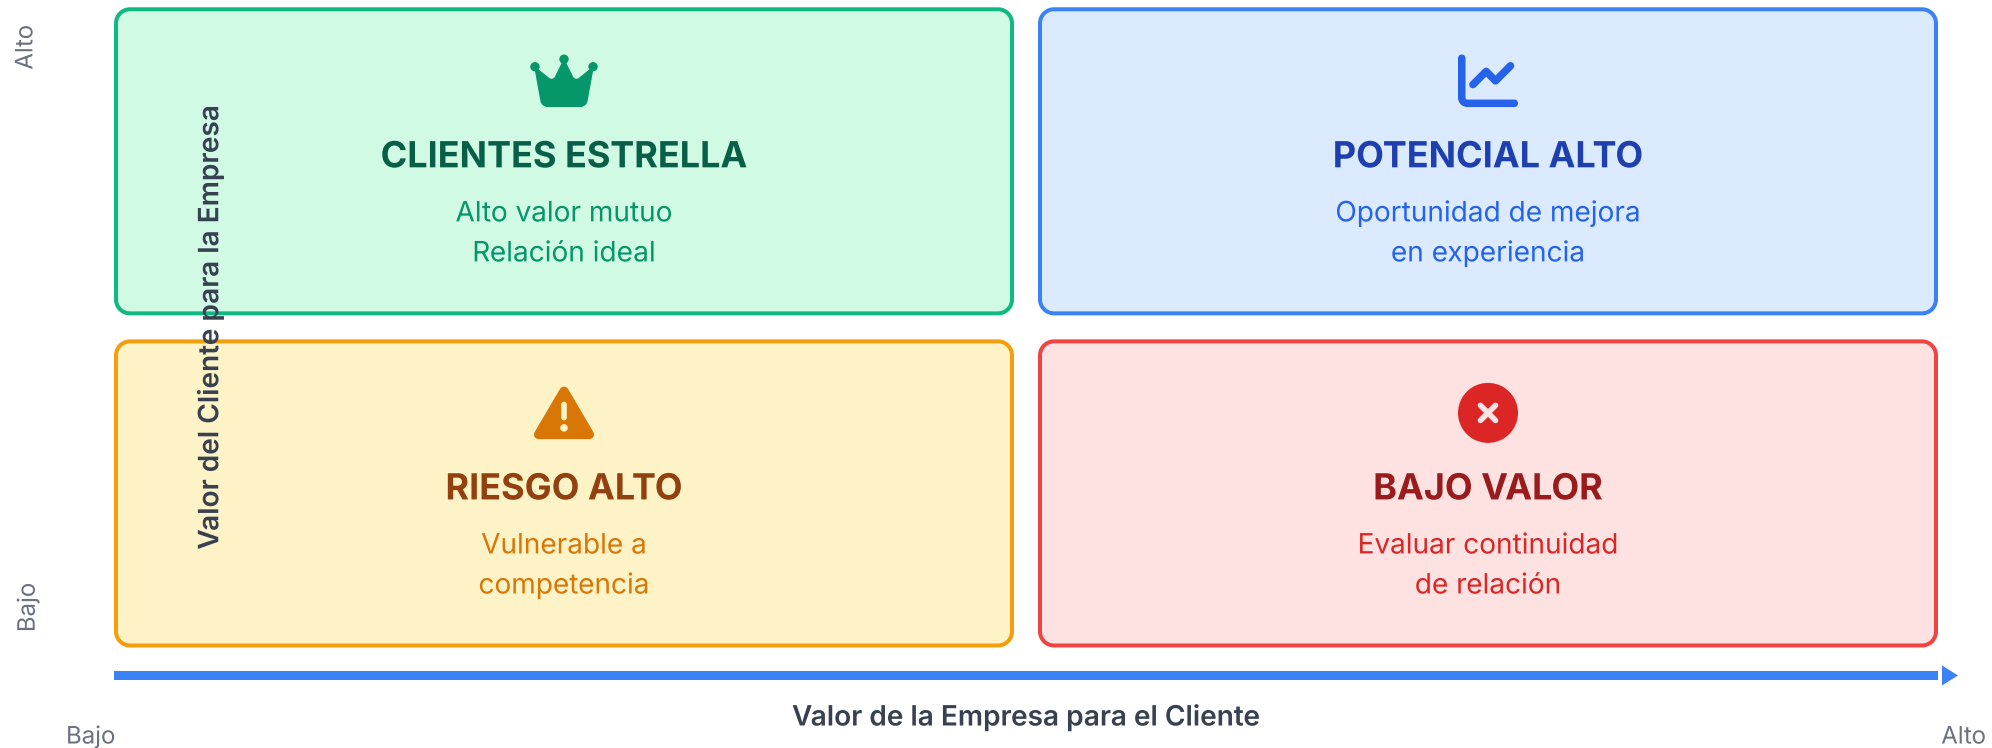 Alto
Valor del Cliente para la Empresa
Bajo
CLIENTES ESTRELLA
Alto valor mutuo
Relación ideal
POTENCIAL ALTO
Oportunidad de mejora
en experiencia
RIESGO ALTO
Vulnerable a
competencia
BAJO VALOR
Evaluar continuidad
de relación
Valor de la Empresa para el Cliente
Bajo
Alto